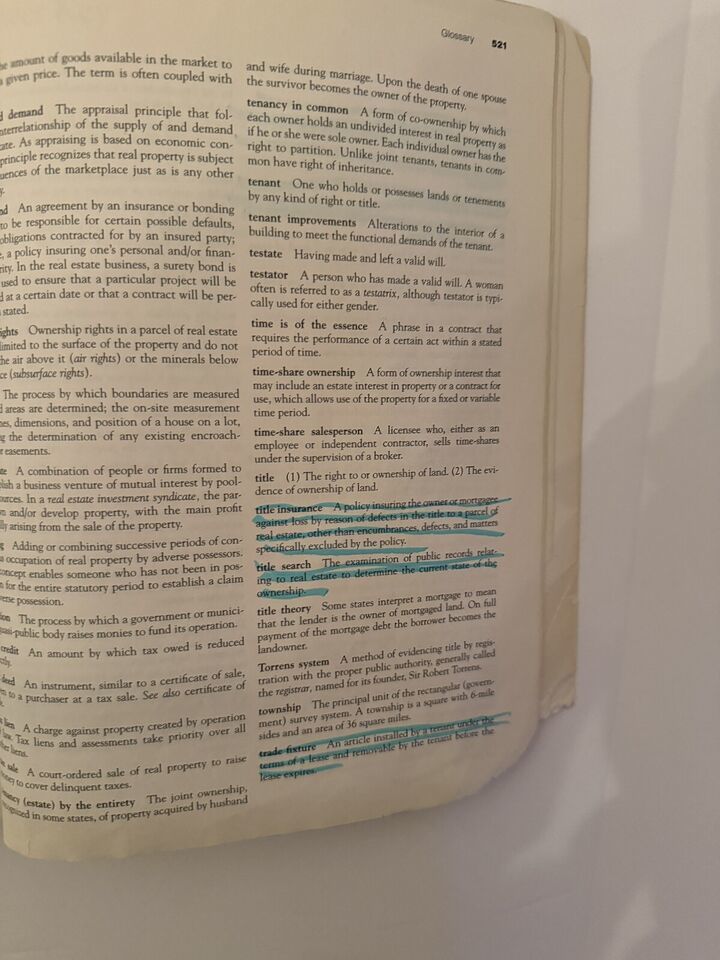 Glossary 521
he amount of goods available in the market to
given price. The term is often coupled with
d demand The appraisal principle that fol-
nterrelationship of the supply of and demand
ate. As appraising is based on economic con-
principle recognizes that real property is subject
uences of the marketplace just as is any other
y.
nd An agreement by an insurance or bonding
to be responsible for certain possible defaults,
obligations contracted for by an insured party;
e, a policy insuring one's personal and/or finan-
rity. In the real estate business, a surety bond is
used to ensure that a particular project will be
d at a certain date or that a contract will be per-
stated.
ights Ownership rights in a parcel of real estate
limited to the surface of the property and do not
he air above it (air rights) or the minerals below
ce (subsurface rights).
The process by which boundaries are measured
d areas are determined; the on-site measurement
nes, dimensions, and position of a house on a lot,
g the determination of any existing encroach-
r easements.
te A combination of people or firms formed to
lish a business venture of mutual interest by pool-
ources. In a real estate investment syndicate, the par-
n and/or develop property, with the main profit
lly arising from the sale of the property.
g Adding or combining successive periods of con-
s occupation of real property by adverse possessors.
concept enables someone who has not been in pos-
n for the entire statutory period to establish a claim
verse possession.
ion The process by which a government or munici-
quasi-public body raises monies to fund its operation.
credit An amount by which tax owed is reduced
ctly.
deed An instrument, similar to a certificate of sale,
n to a purchaser at a tax sale. See also certificate of
lien A charge against property created by operation
law. Tax liens and assessments take priority over all
her liens.
sale A court-ordered sale of real property to raise
oney to cover delinquent taxes.
nancy (estate) by the entirety The joint ownership,
ognized in some states, of property acquired by husband
and wife during marriage. Upon the death of one spouse
the survivor becomes the owner of the property.
tenancy in common A form of co-ownership by which
each owner holds an undivided interest in real property as
if he or she were sole owner. Each individual owner has the
right to partition. Unlike joint tenants, tenants in com-
mon have right of inheritance.
tenant One who holds or possesses lands or tenements
by any kind of right or title.
tenant improvements Alterations to the interior of a
building to meet the functional demands of the tenant.
testate Having made and left a valid will.
testator A person who has made a valid will. A woman
often is referred to as a testatrix, although testator is typi-
cally used for either gender.
time is of the essence A phrase in a contract that
requires the performance of a certain act within a stated
period of time.
time-share ownership A form of ownership interest that
may include an estate interest in property or a contract for
use, which allows use of the property for a fixed or variable
time period.
time-share salesperson A licensee who, either as an
employee or independent contractor, sells time-shares
under the supervision of a broker.
title (1) The right to or ownership of land. (2) The evi-
dence of ownership of land.
title insurance A policy insuring the owner or mortgagee
against loss by reason of defects in the title to a parcel of
real estate, other than encumbrances, defects, and matters
specifically excluded by the policy.
title search The examination of public records relat-
ing to real estate to determine the current state of the
ownership.
title theory Some states interpret a mortgage to mean
that the lender is the owner of mortgaged land. On full
payment of the mortgage debt the borrower becomes the
landowner.
Torrens system A method of evidencing title by regis-
tration with the proper public authority, generally called
the registrar, named for its founder, Sir Robert Torrens.
township The principal unit of the rectangular (govern-
ment) survey system. A township is a square with 6-mile
sides and an area of 36 square miles.
trade fixture An article installed by a tenant under the
terms of a lease and removable by the tenant before the
lease expires.